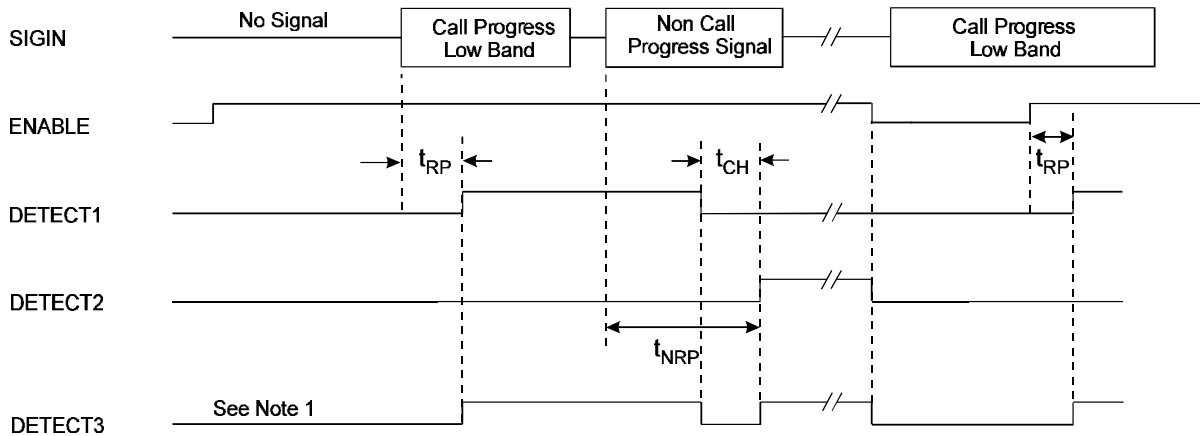 SIGIN
No Signal
Call Progress
Low Band
Non Call
Progress Signal
Call Progress
Low Band
ENABLE
tRP
tCH
tRP
DETECT1
DETECT2
tNRP
See Note 1
DETECT3